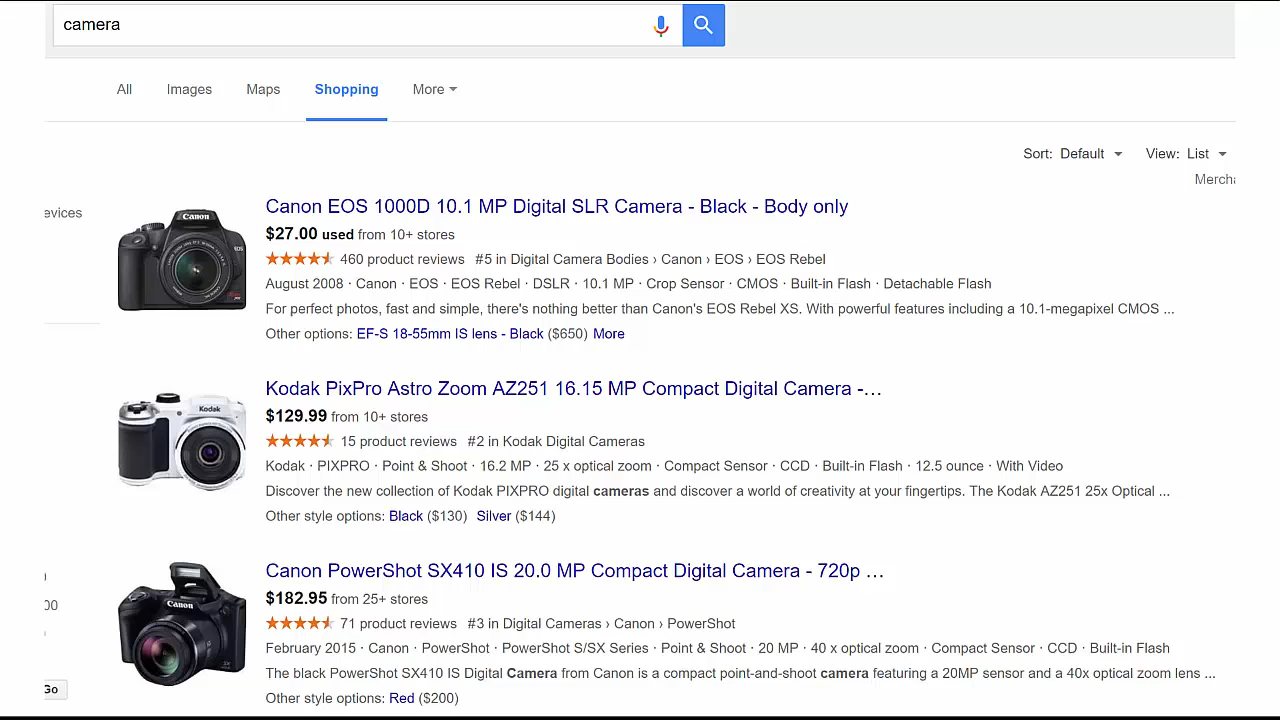 camera
All Images Maps Shopping More
Sort: Default View: List
Mercha
evices
Canon
EOS
Canon EOS 1000D 10.1 MP Digital SLR Camera - Black - Body only
$27.00 used from 10+ stores
460 product reviews #5 in Digital Camera Bodies › Canon › EOS › EOS Rebel
August 2008 · Canon · EOS · EOS Rebel · DSLR · 10.1 MP · Crop Sensor · CMOS · Built-in Flash · Detachable Flash
For perfect photos, fast and simple, there's nothing better than Canon's EOS Rebel XS. With powerful features including a 10.1-megapixel CMOS ...
Other options: EF-S 18-55mm IS lens - Black ($650) More
Kodak
Kodak PixPro Astro Zoom AZ251 16.15 MP Compact Digital Camera -...
$129.99 from 10+ stores
15 product reviews #2 in Kodak Digital Cameras
Kodak · PIXPRO · Point & Shoot · 16.2 MP · 25 x optical zoom · Compact Sensor · CCD · Built-in Flash · 12.5 ounce · With Video
Discover the new collection of Kodak PIXPRO digital cameras and discover a world of creativity at your fingertips. The Kodak AZ251 25x Optical ...
Other style options: Black ($130) Silver ($144)
Canon
Canon PowerShot SX410 IS 20.0 MP Compact Digital Camera - 720p ...
$182.95 from 25+ stores
00
71 product reviews #3 in Digital Cameras › Canon › PowerShot
February 2015 · Canon · PowerShot · PowerShot S/SX Series · Point & Shoot · 20 MP · 40 x optical zoom · Compact Sensor · CCD · Built-in Flash
The black PowerShot SX410 IS Digital Camera from Canon is a compact point-and-shoot camera featuring a 20MP sensor and a 40x optical zoom lens ...
Go
Other style options: Red ($200)